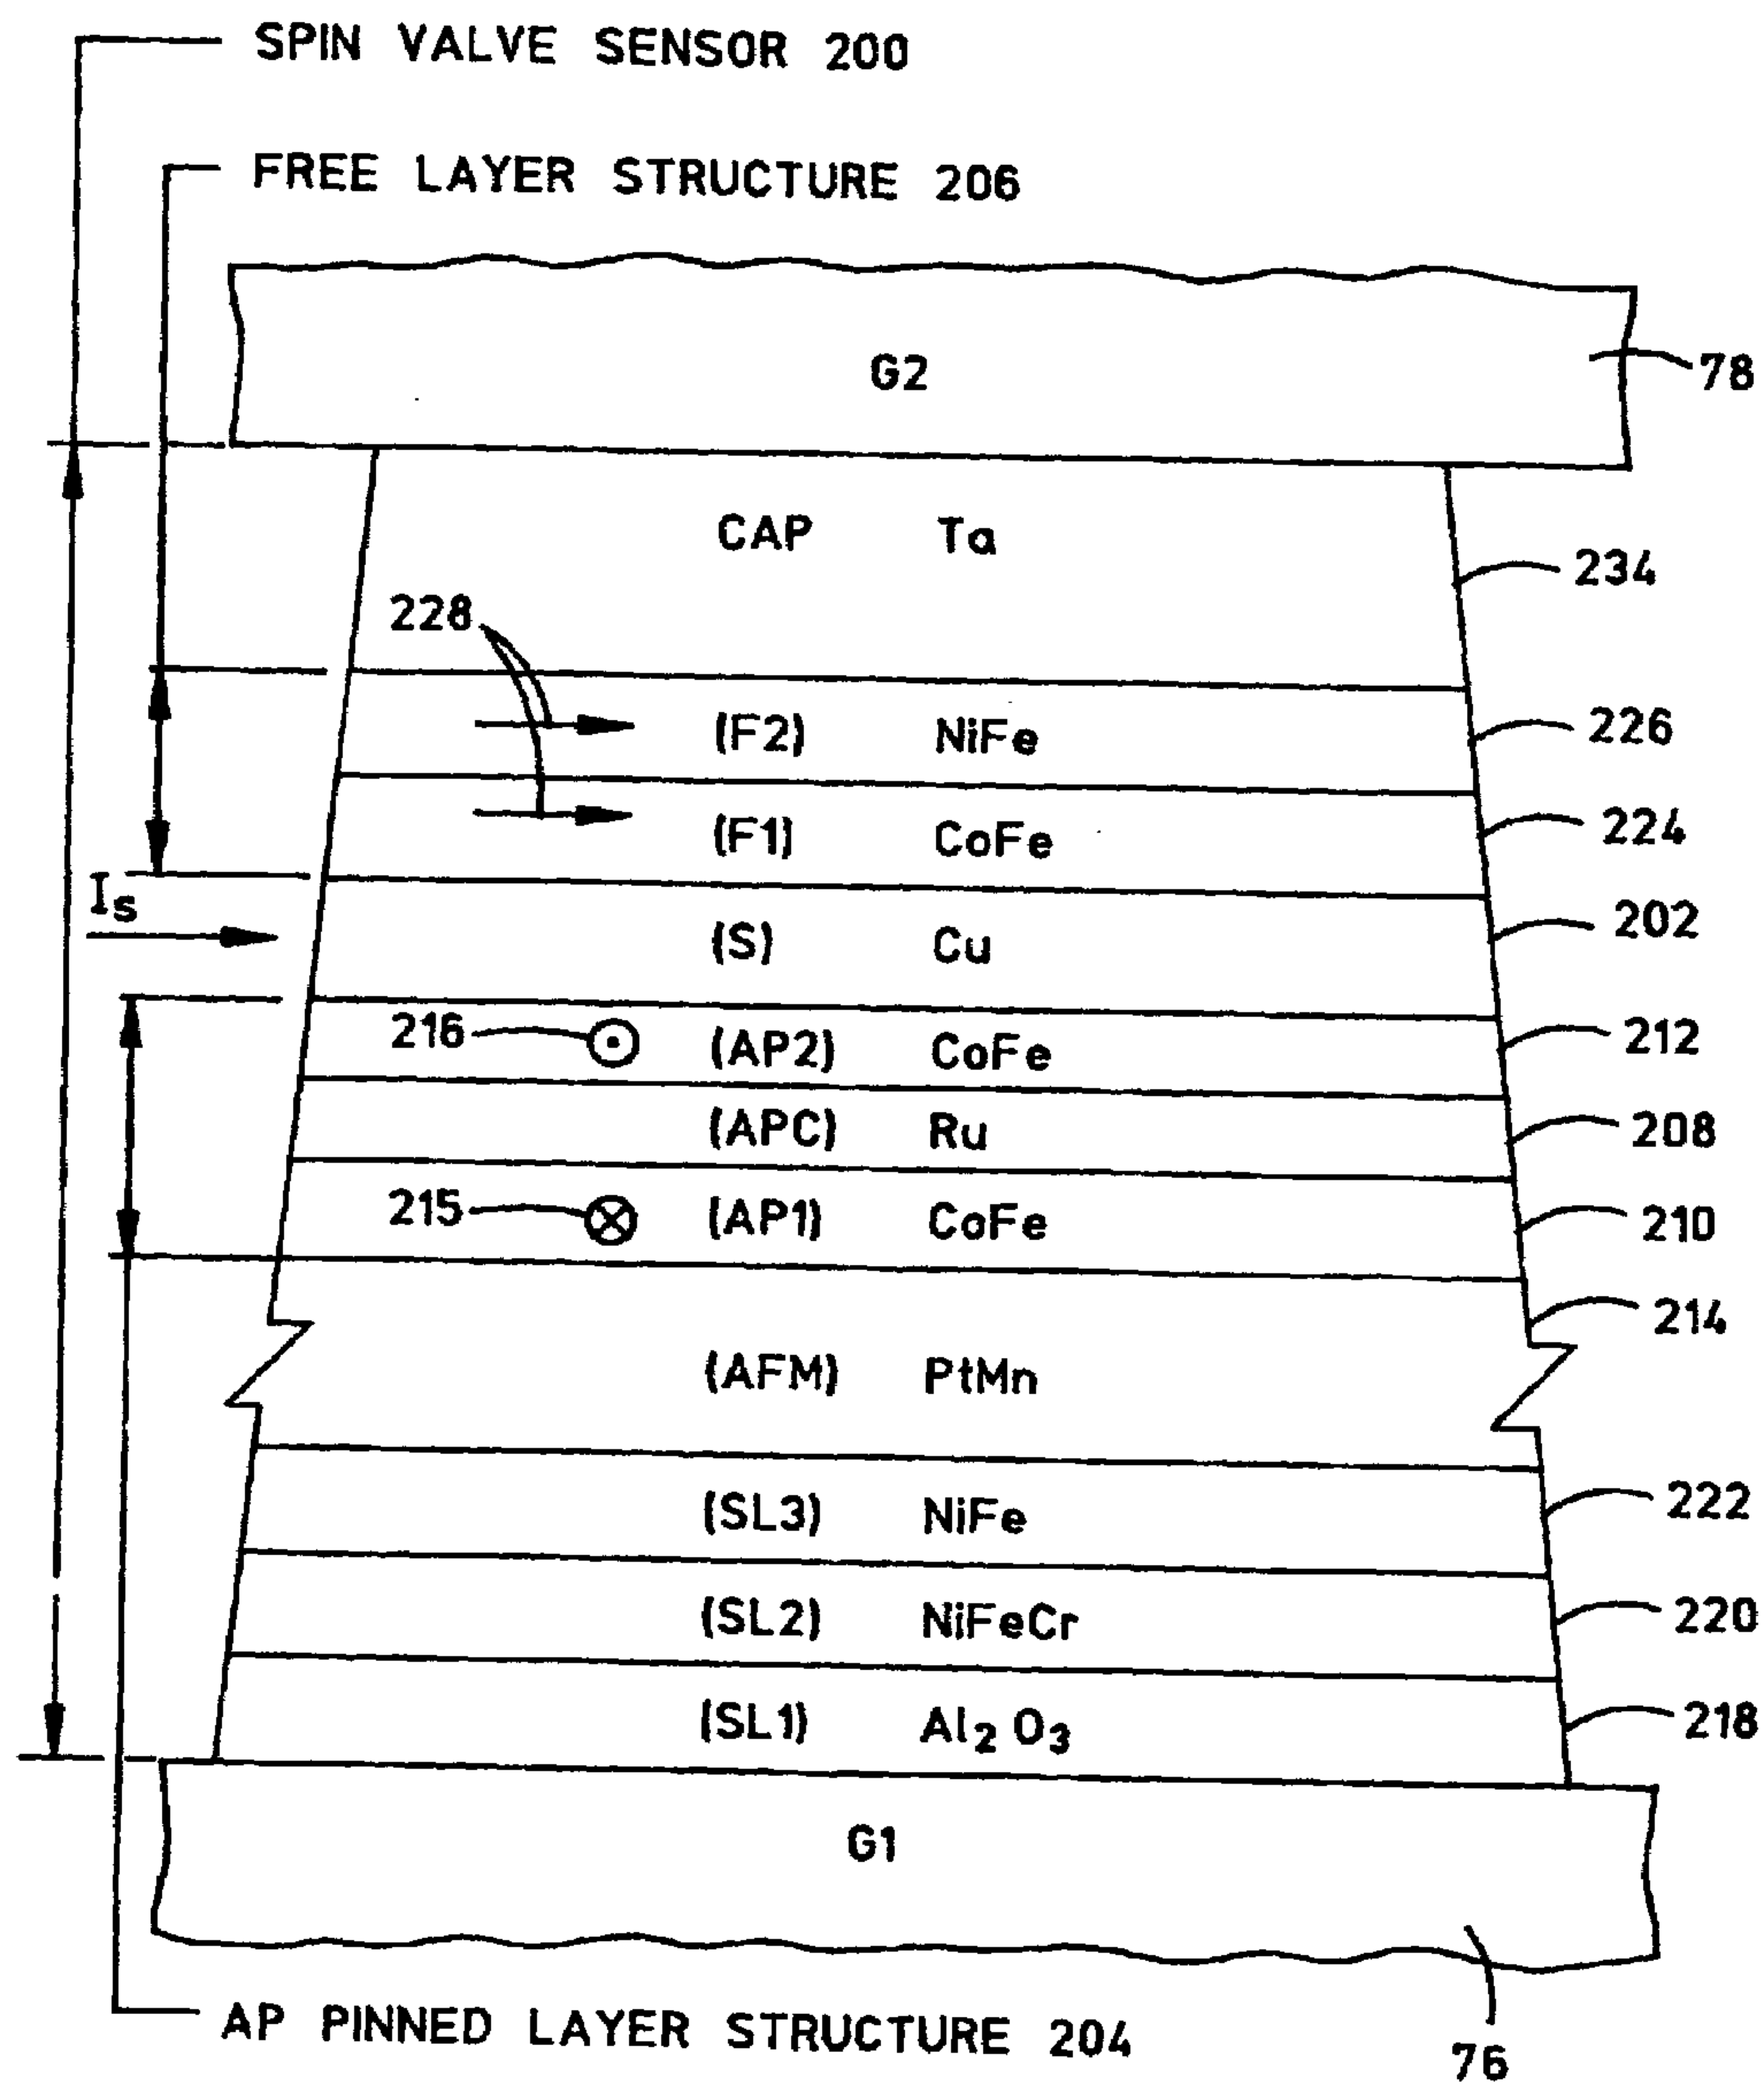 SPIN VALVE SENSOR 200
FREE LAYER STRUCTURE 206
G2
78
CAP Ta
234
228
(F2) NiFe
226
(F1) CoFe
224
Is
(S) Cu
202
216
(AP2) CoFe
212
(APC) Ru
208
215
(AP1) CoFe
210
214
(AFM) PtMn
(SL3) NiFe
222
(SL2) NiFeCr
220
(SL1) Al₂O₃
218
G1
AP PINNED LAYER STRUCTURE 204
76